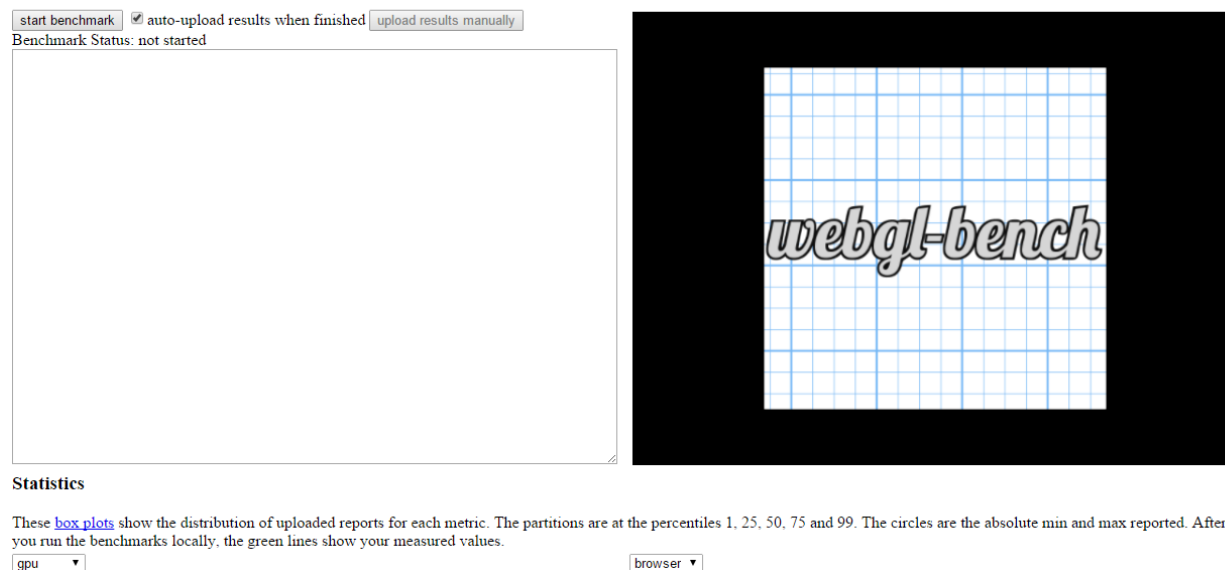 start benchmark auto-upload results when finished upload results manually
Benchmark Status: not started
webgl-bench
Statistics
These box plots show the distribution of uploaded reports for each metric. The partitions are at the percentiles 1, 25, 50, 75 and 99. The circles are the absolute min and max reported. After
you run the benchmarks locally, the green lines show your measured values.
gpu browser